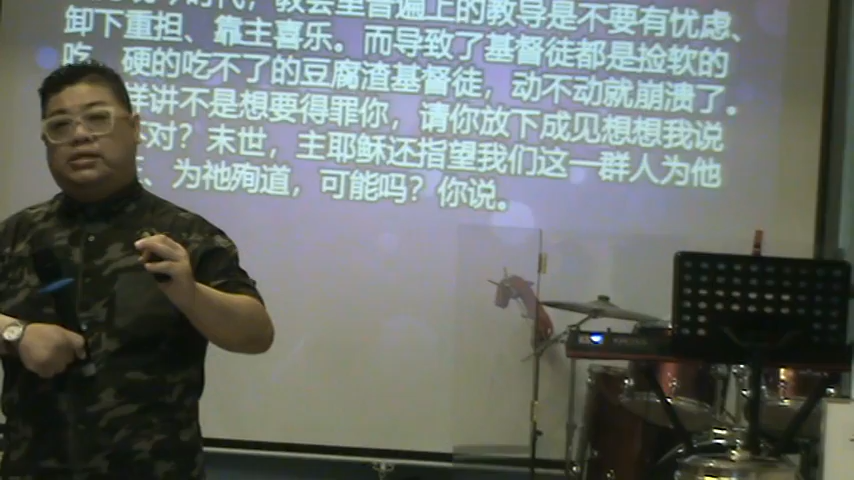 时代，教会里普遍上的教导是不要有忧虑、
卸下重担、靠主喜乐。而导致了基督徒都是捡软的
吃，硬的吃不了的豆腐渣基督徒，动不动就崩溃了。
样讲不是想要得罪你，请你放下成见想想我说
对？末世，主耶稣还指望我们这一群人为他
、为祂殉道，可能吗？你说。